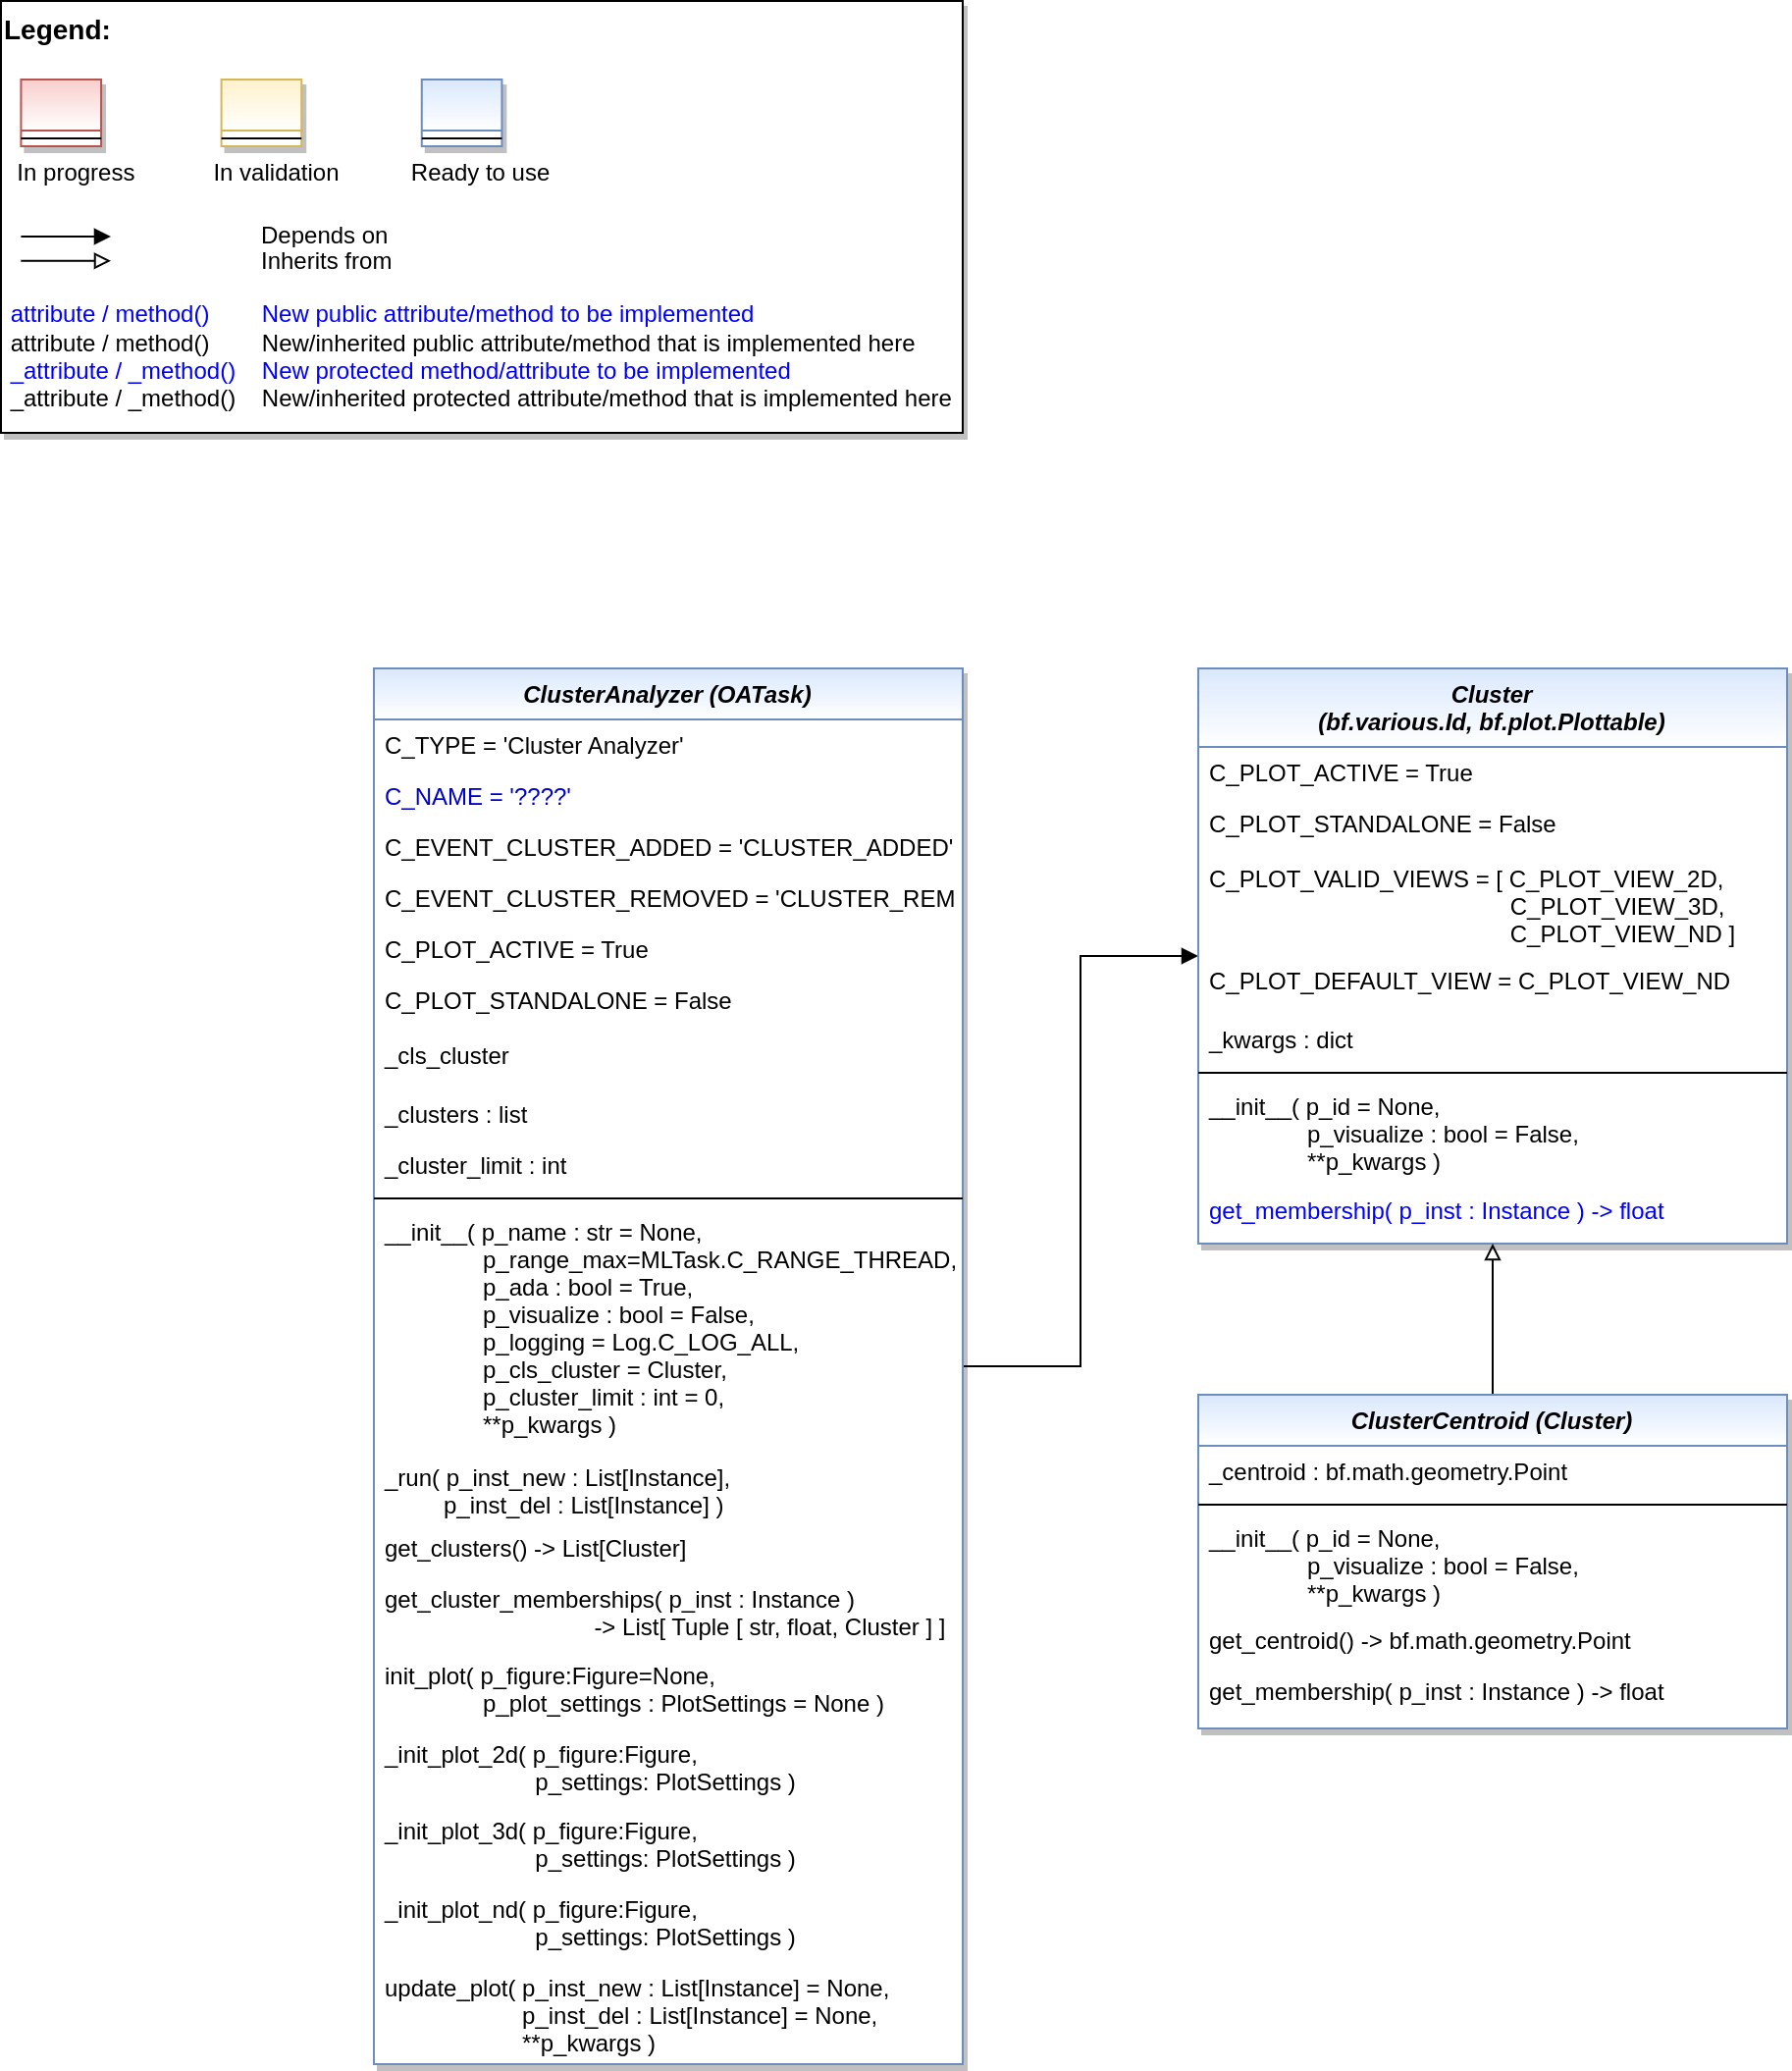 Legend:
In progress
In validation
Ready to use
Depends on
Inherits from
attribute / method() New public attribute/method to be implemented
attribute / method() New/inherited public attribute/method that is implemented here
_attribute / _method() New protected method/attribute to be implemented
_attribute / _method() New/inherited protected attribute/method that is implemented here
ClusterAnalyzer (OATask)
C_TYPE = 'Cluster Analyzer'
C_NAME = '????'
C_EVENT_CLUSTER_ADDED = 'CLUSTER_ADDED'
C_EVENT_CLUSTER_REMOVED = 'CLUSTER_REM
C_PLOT_ACTIVE = True
C_PLOT_STANDALONE = False
_cls_cluster
_clusters : list
_cluster_limit : int
__init__( p_name : str = None,
p_range_max=MLTask.C_RANGE_THREAD,
p_ada : bool = True,
p_visualize : bool = False,
p_logging = Log.C_LOG_ALL,
p_cls_cluster = Cluster,
p_cluster_limit : int = 0,
**p_kwargs )
_run( p_inst_new : List[Instance],
p_inst_del : List[Instance] )
get_clusters() -> List[Cluster]
get_cluster_memberships( p_inst : Instance )
-> List[ Tuple [ str, float, Cluster ] ]
init_plot( p_figure:Figure=None,
p_plot_settings : PlotSettings = None )
_init_plot_2d( p_figure:Figure,
p_settings: PlotSettings )
_init_plot_3d( p_figure:Figure,
p_settings: PlotSettings )
_init_plot_nd( p_figure:Figure,
p_settings: PlotSettings )
update_plot( p_inst_new : List[Instance] = None,
p_inst_del : List[Instance] = None,
**p_kwargs )
Cluster
(bf.various.Id, bf.plot.Plottable)
C_PLOT_ACTIVE = True
C_PLOT_STANDALONE = False
C_PLOT_VALID_VIEWS = [ C_PLOT_VIEW_2D,
C_PLOT_VIEW_3D,
C_PLOT_VIEW_ND ]
C_PLOT_DEFAULT_VIEW = C_PLOT_VIEW_ND
_kwargs : dict
__init__( p_id = None,
p_visualize : bool = False,
**p_kwargs )
get_membership( p_inst : Instance ) -> float
ClusterCentroid (Cluster)
_centroid : bf.math.geometry.Point
__init__( p_id = None,
p_visualize : bool = False,
**p_kwargs )
get_centroid() -> bf.math.geometry.Point
get_membership( p_inst : Instance ) -> float